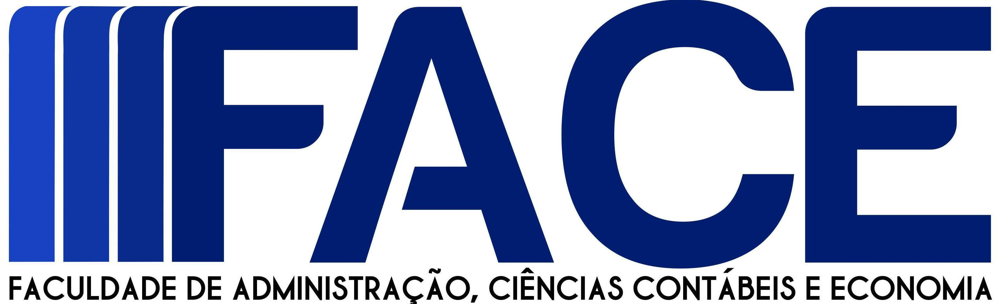 FACE
FACULDADE DE ADMINISTRAÇÃO, CIÊNCIAS CONTÁBEIS E ECONOMIA